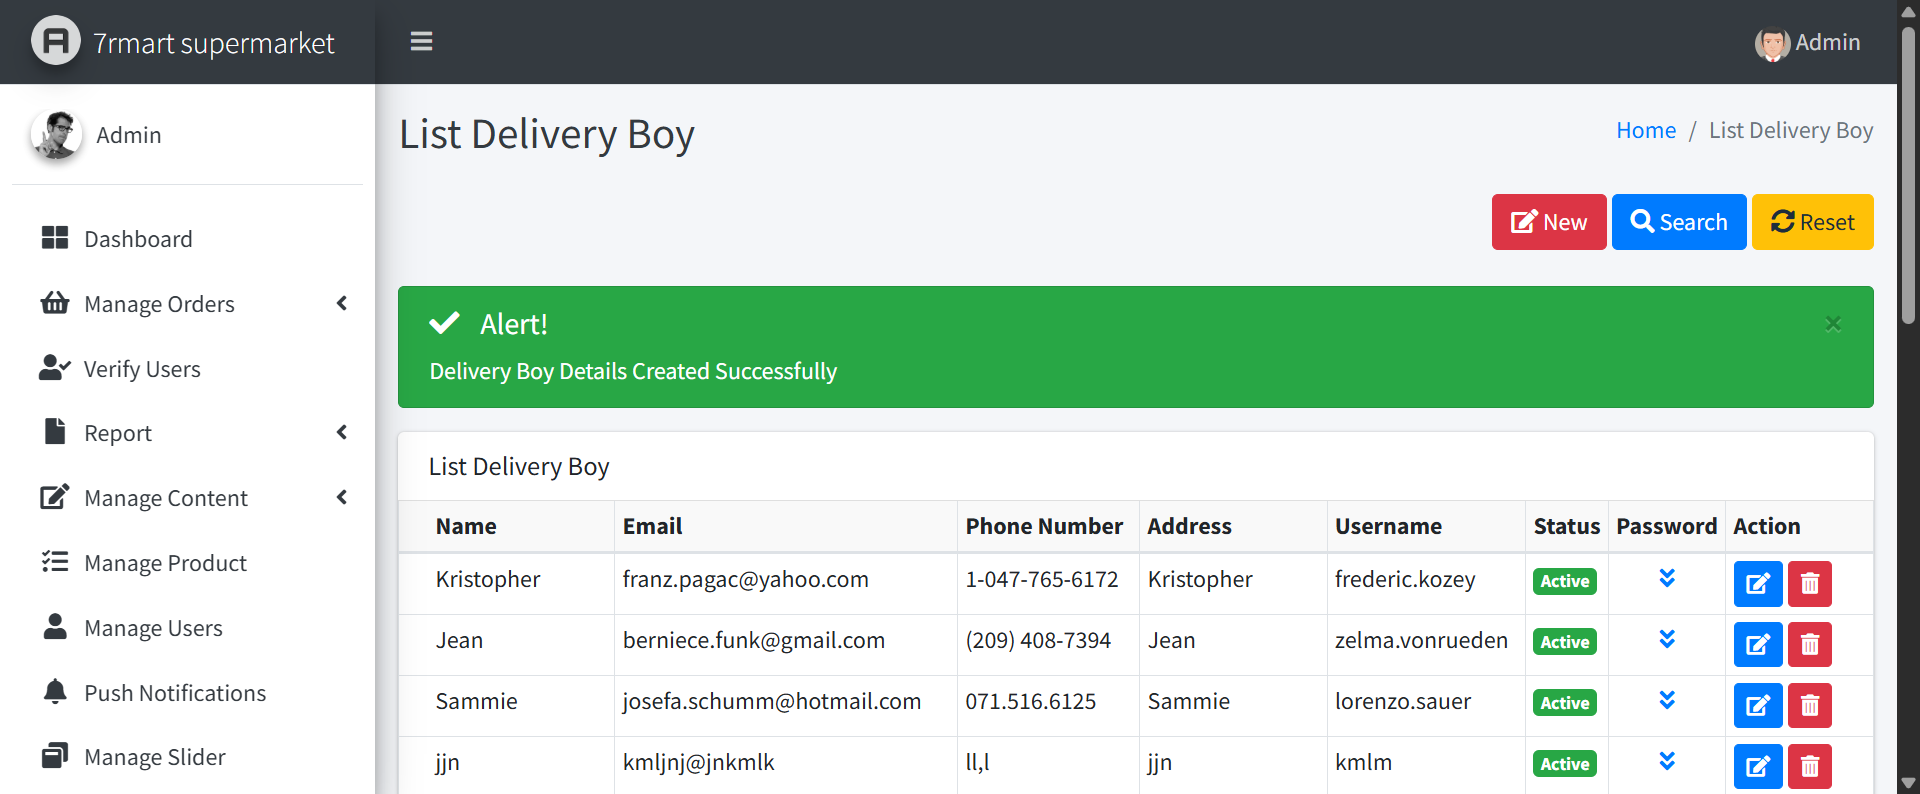 7rmart supermarket
Admin
Admin
List Delivery Boy
Home / List Delivery Boy
New Search Reset
Alert!
Delivery Boy Details Created Successfully
Dashboard
Manage Orders
Verify Users
Report
Manage Content
Manage Product
Manage Users
Push Notifications
Manage Slider
List Delivery Boy
Name Email Phone Number Address Username Status Password Action
Kristopher franz.pagac@yahoo.com 1-047-765-6172 Kristopher frederic.kozey Active
Jean berniece.funk@gmail.com (209) 408-7394 Jean zelma.vonrueden Active
Sammie josefa.schumm@hotmail.com 071.516.6125 Sammie lorenzo.sauer Active
jjn kmljnj@jnkmlk ll,l jjn kmlm Active